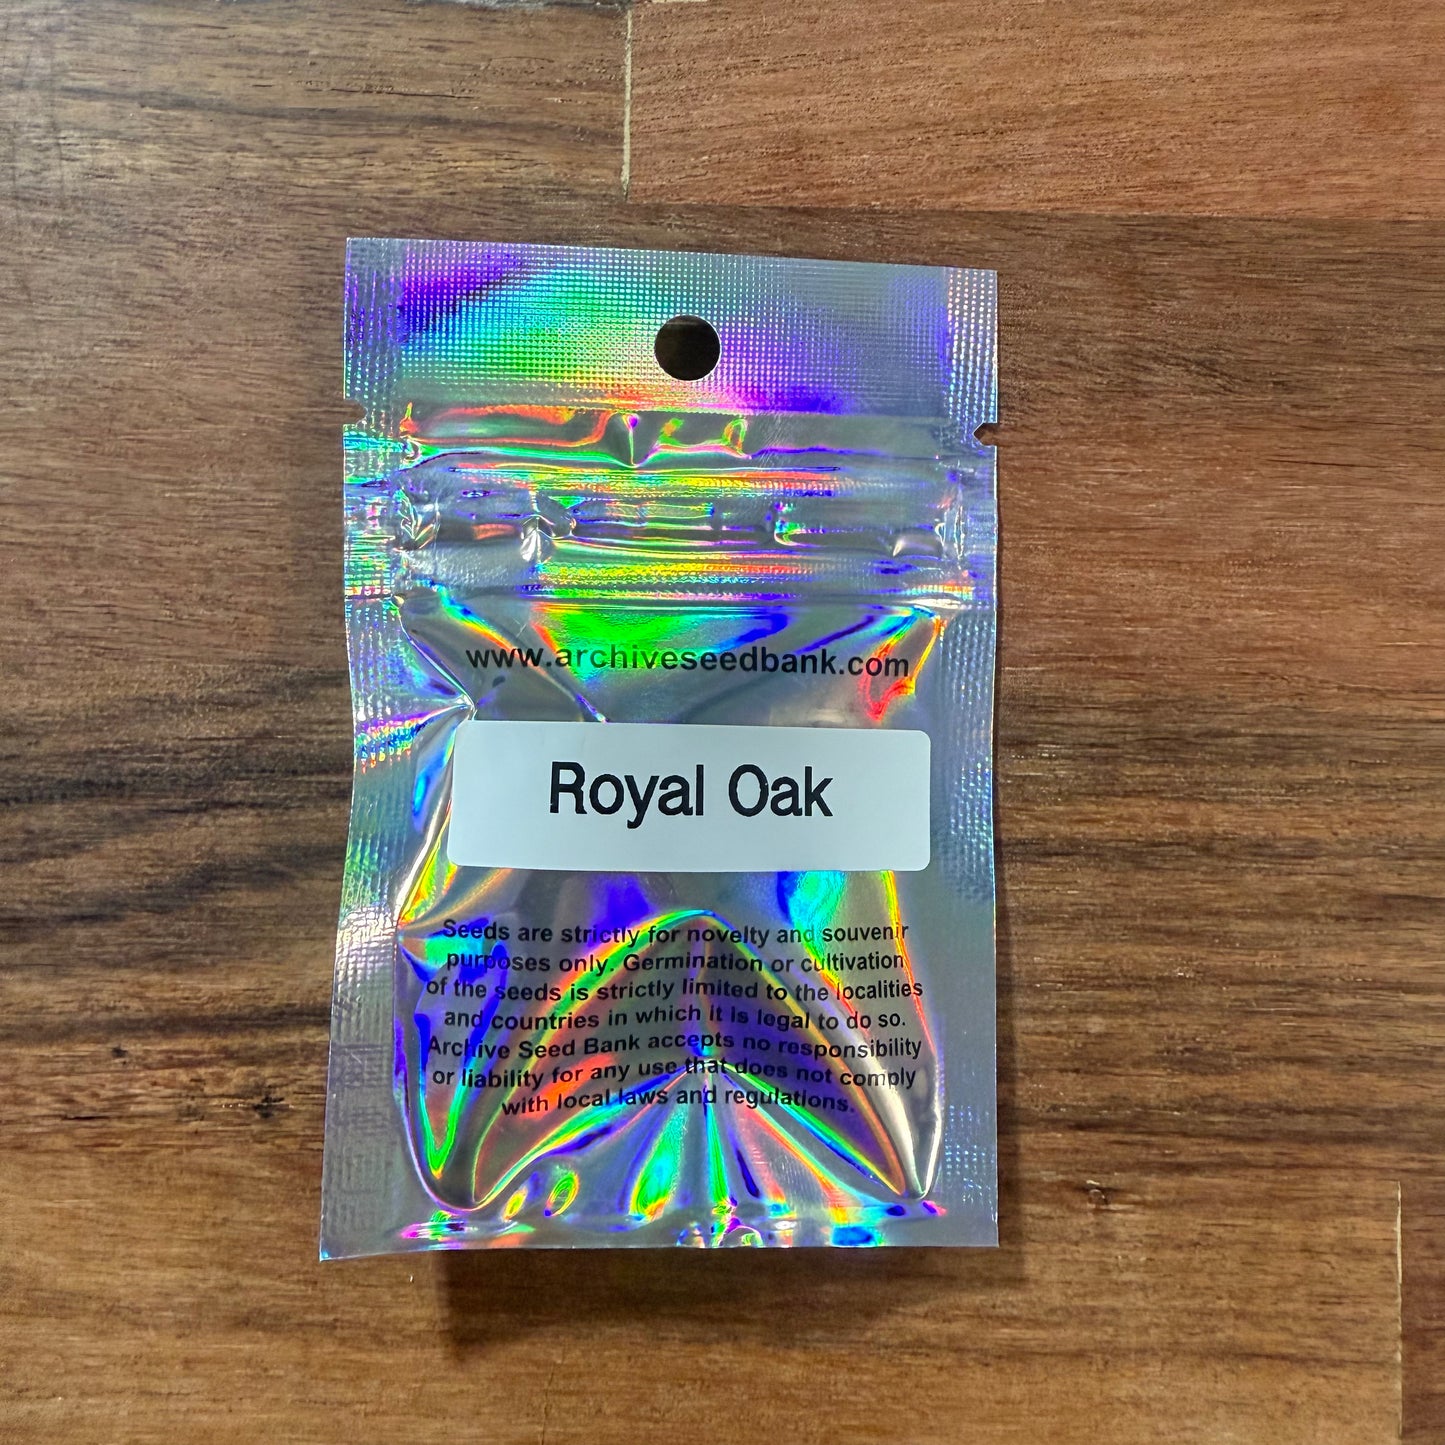 www.archiveseedbank.com
Royal Oak
Seeds are strictly for novelty and souvenir
purposes only. Germination or cultivation
of the seeds is strictly limited to the localities
and countries in which it is legal to do so.
Archive Seed Bank accepts no responsibility
or liability for any use that does not comply
with local laws and regulations.